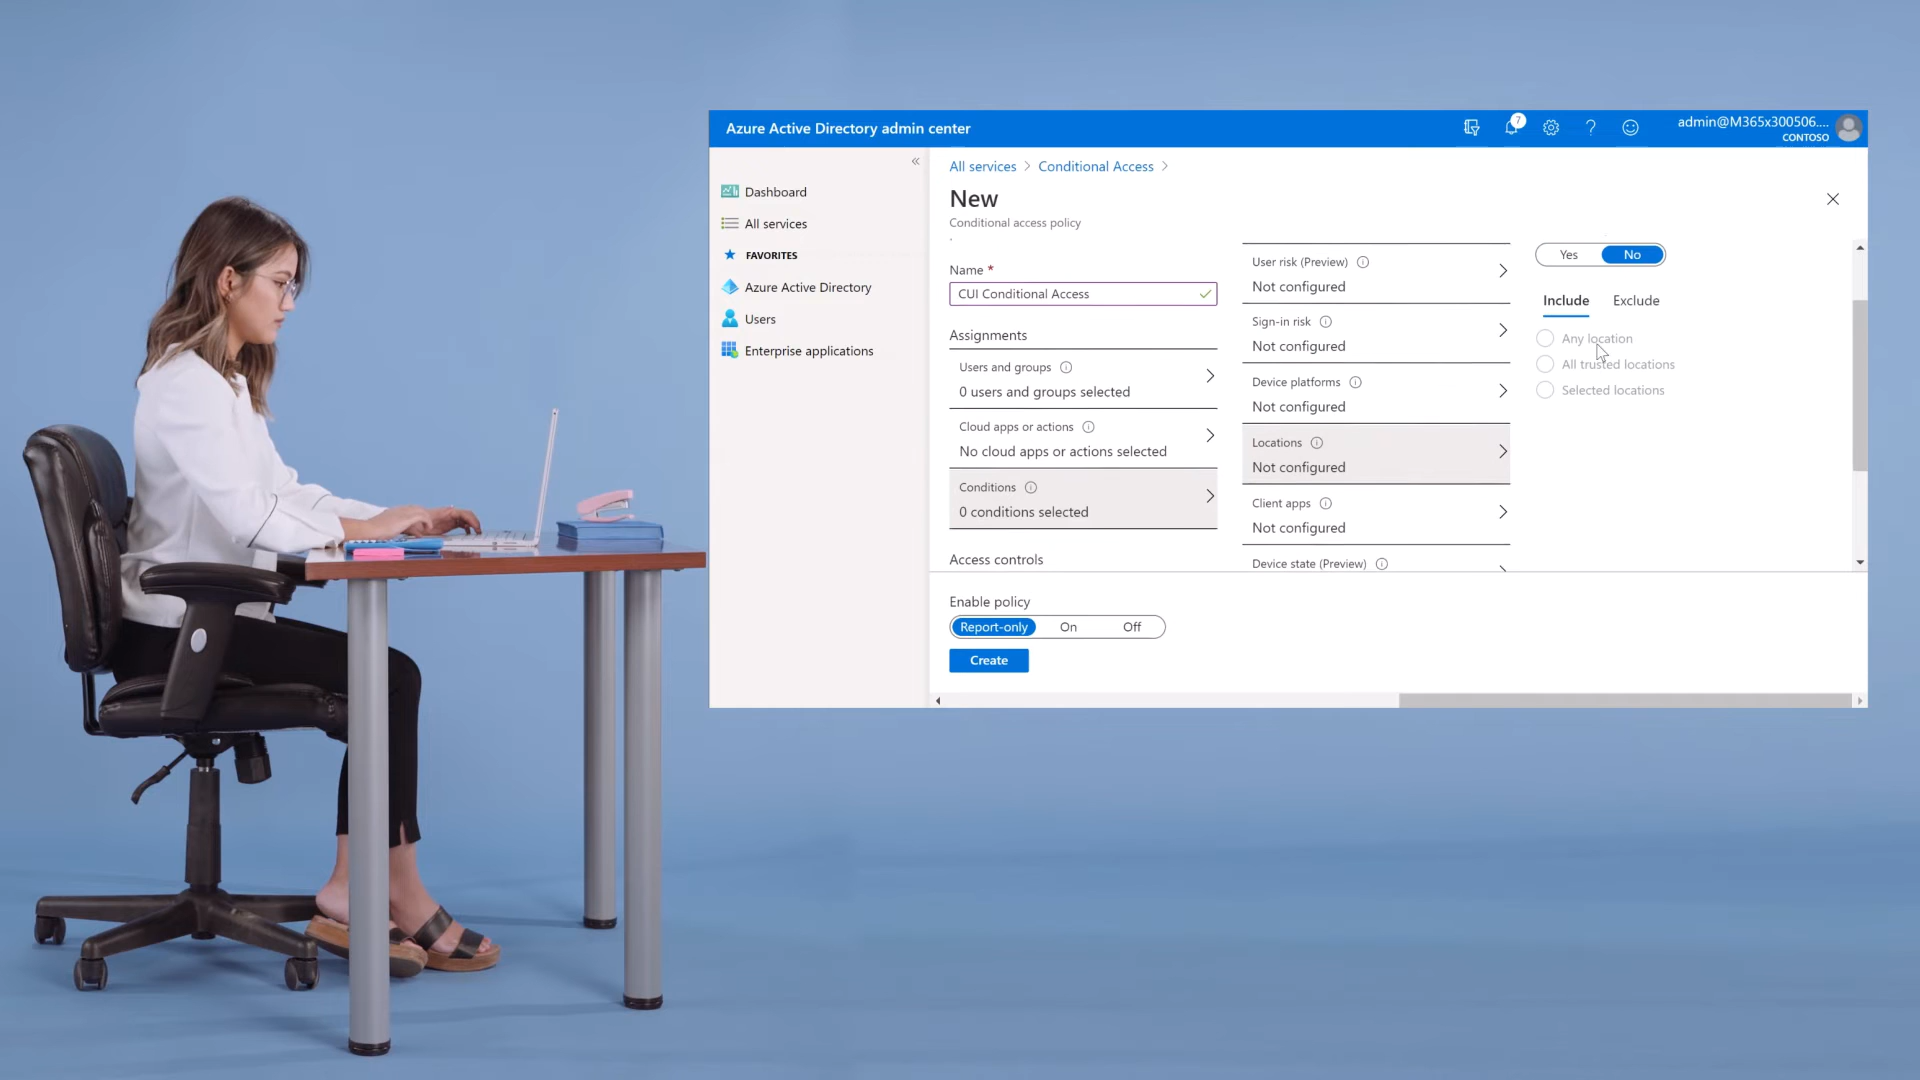 Azure Active Directory admin center
7
admin@M365x300506....
CONTOSO
Dashboard
All services
FAVORITES
Azure Active Directory
Users
Enterprise applications
All services > Conditional Access >
New
Conditional access policy
Name *
CUI Conditional Access
Assignments
Users and groups
0 users and groups selected
Cloud apps or actions
No cloud apps or actions selected
Conditions
0 conditions selected
Access controls
User risk (Preview)
Not configured
Sign-in risk
Not configured
Device platforms
Not configured
Locations
Not configured
Client apps
Not configured
Device state (Preview)
Yes No
Include Exclude
Any location
All trusted locations
Selected locations
Enable policy
Report-only On Off
Create